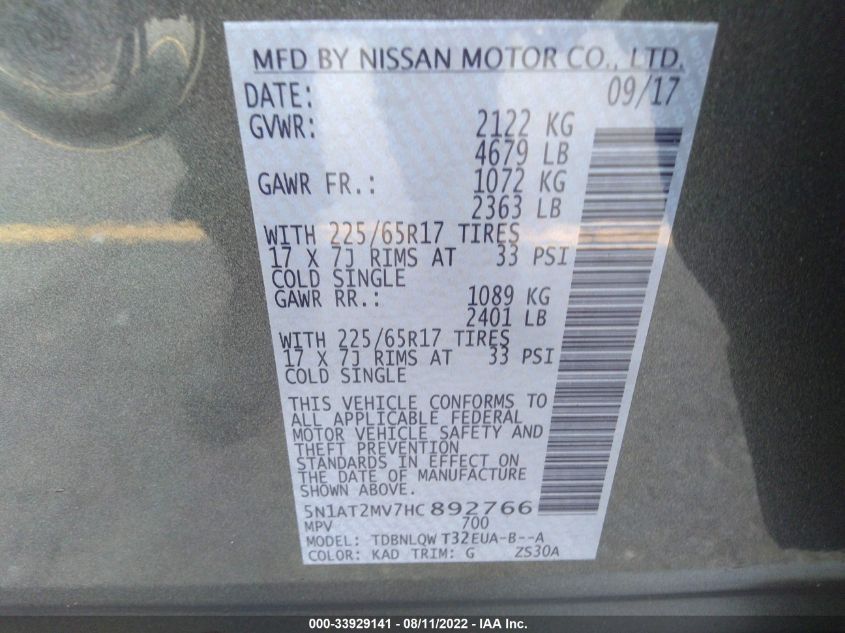 MFD BY NISSAN MOTOR CO., LTD.
DATE: 09/17
GVWR: 2122 KG
4679 LB
GAWR FR.: 1072 KG
2363 LB
WITH 225/65R17 TIRES
17 X 7J RIMS AT 33 PSI
COLD SINGLE
GAWR RR.: 1089 KG
2401 LB
WITH 225/65R17 TIRES
17 X 7J RIMS AT 33 PSI
COLD SINGLE
THIS VEHICLE CONFORMS TO
ALL APPLICABLE FEDERAL
MOTOR VEHICLE SAFETY AND
THEFT PREVENTION
STANDARDS IN EFFECT ON
THE DATE OF MANUFACTURE
SHOWN ABOVE.
5N1AT2MV7HC892766
MPV 700
MODEL: TDBNLQW T32EUA-B--A
COLOR: KAD TRIM: G ZS30A
000-33929141 - 08/11/2022 - IAA Inc.